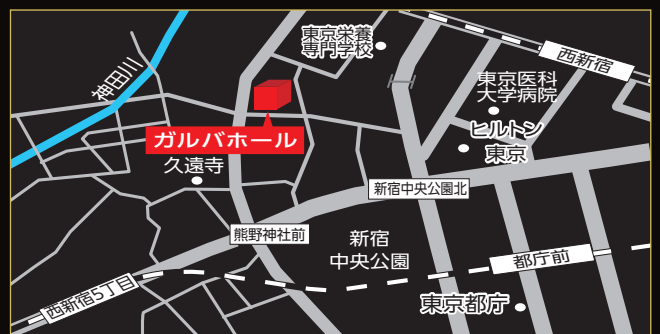 東京栄養
専門学校
西新宿
神田川
東京医科
大学病院
ガルバホール
ヒルトン
東京
久遠寺
新宿中央公園北
熊野神社前
新宿
中央公園
都庁前
西新宿5丁目
東京都庁